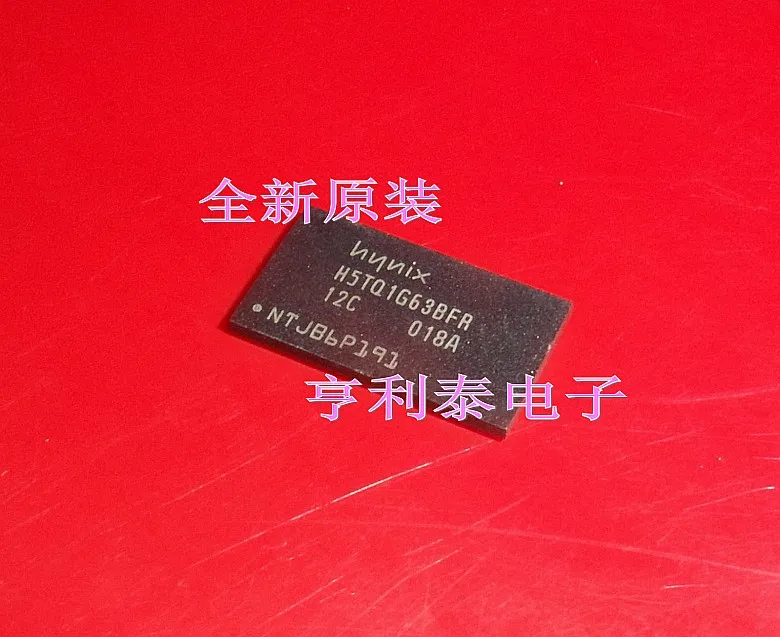 全新原装
hynix
H5TQ1G63BFR
12C 018A
NTJB6P191
亨利泰电子